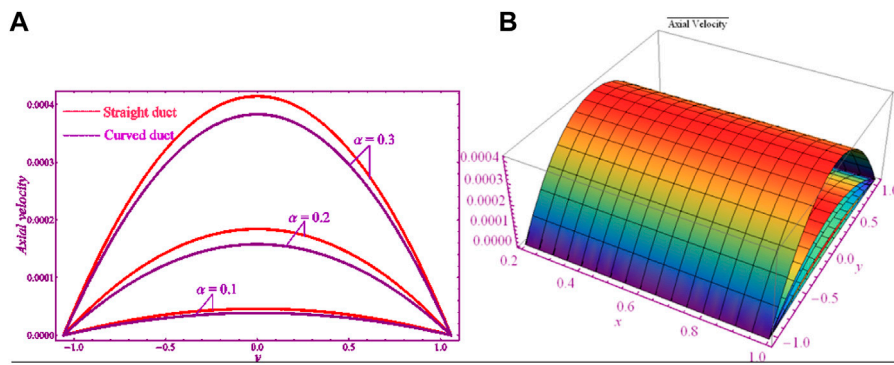 A
Straight duct
Curved duct
α = 0.3
α = 0.2
α = 0.1
0.0004
0.0003
0.0002
0.0001
0.0000
Axial velocity
−1.0 −0.5 0.0 0.5 1.0
y
B
Axial Velocity
0.0004
0.0003
0.0002
0.0001
0.0000
0.2 0.4 0.6 0.8 1.0
x
1.0
0.5
0.0
−0.5
−1.0
y